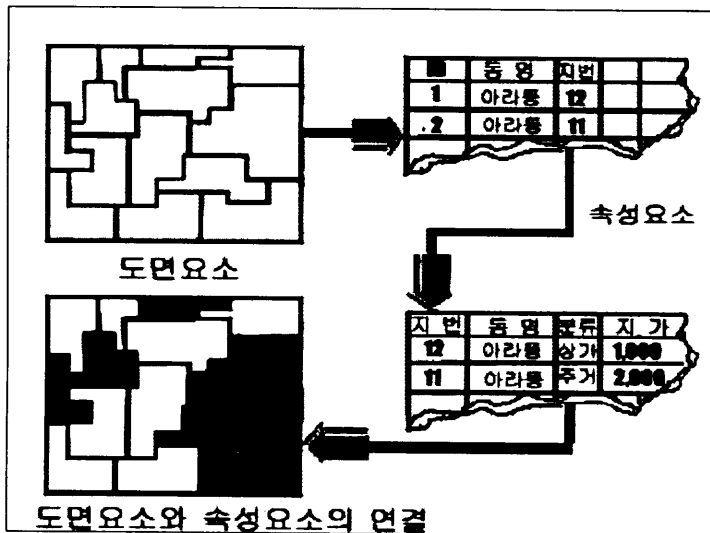 동 명 지번
1 아라동 12
2 아라동 11
속성요소
도면요소
지 번 동 명 분류 지 가
12 아라동 상가 1,000
11 아라동 주거 2,000
도면요소와 속성요소의 연결